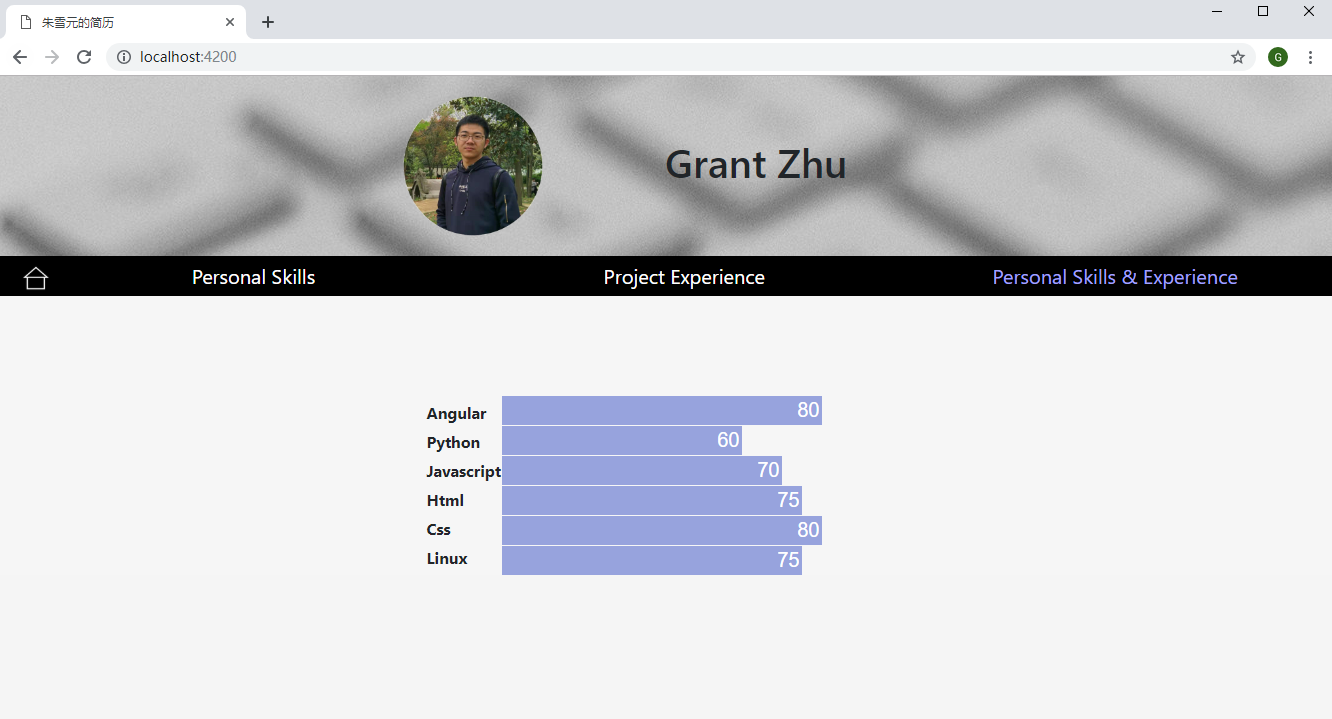 朱雪元的简历
localhost:4200
G
Grant Zhu
Personal Skills
Project Experience
Personal Skills & Experience
Angular 80
Python 60
Javascript 70
Html 75
Css 80
Linux 75